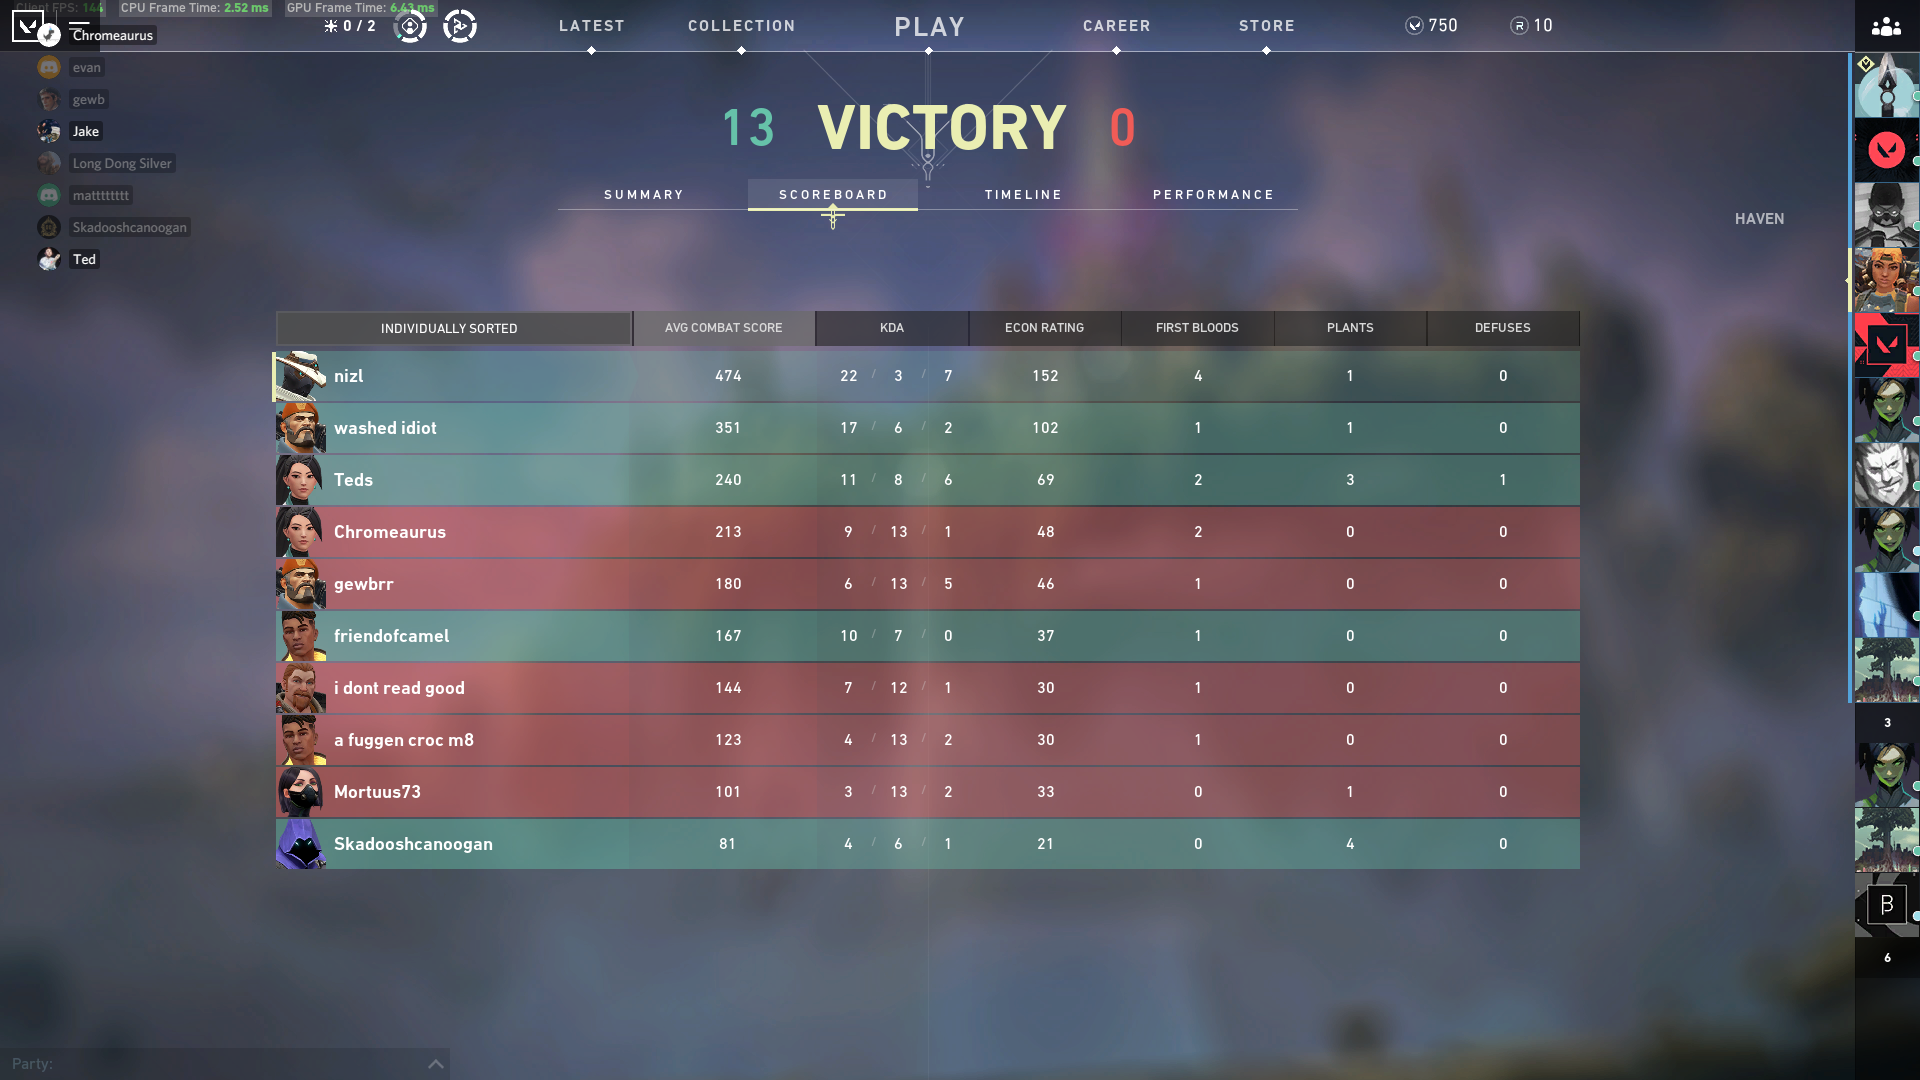 Client FPS: 144 CPU Frame Time: 2.52 ms GPU Frame Time: 6.43 ms
Chromeaurus
evan
gewb
Jake
Long Dong Silver
ętttttttt
Skadooshcanoogan
Ted
0 / 2
LATEST COLLECTION PLAY CAREER STORE
750 10
13 VICTORY 0
SUMMARY SCOREBOARD TIMELINE PERFORMANCE
HAVEN
INDIVIDUALLY SORTED AVG COMBAT SCORE KDA ECON RATING FIRST BLOODS PLANTS DEFUSES
nizl 474 22 / 3 / 7 152 4 1 0
washed idiot 351 17 / 6 / 2 102 1 1 0
Teds 240 11 / 8 / 6 69 2 3 1
Chromeaurus 213 9 / 13 / 1 48 2 0 0
gewbrr 180 6 / 13 / 5 46 1 0 0
friendofcamel 167 10 / 7 / 0 37 1 0 0
i dont read good 144 7 / 12 / 1 30 1 0 0
a fuggen croc m8 123 4 / 13 / 2 30 1 0 0
Mortuus73 101 3 / 13 / 2 33 0 1 0
Skadooshcanoogan 81 4 / 6 / 1 21 0 4 0
3
β
6
Party: